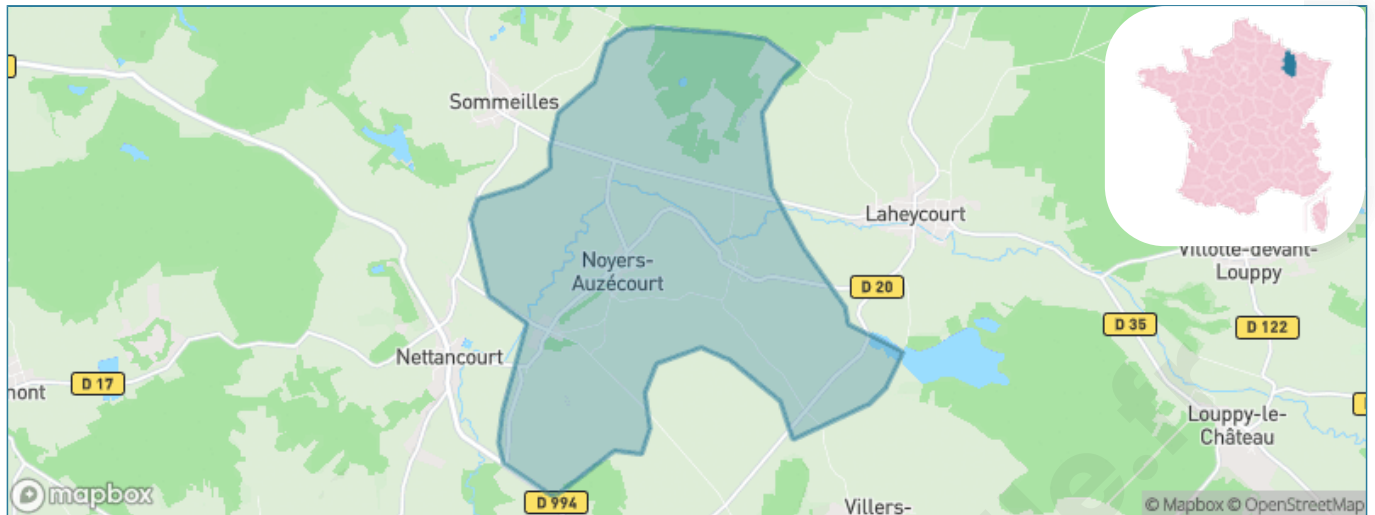 Sommeilles
Laheycourt
Villotte-devant-
Louppy
Noyers-
Auzécourt
D 20
D 35
D 122
Nettancourt
D 17
mont
Louppy-le-
Château
D 994
Villers-
mapbox
© Mapbox © OpenStreetMap